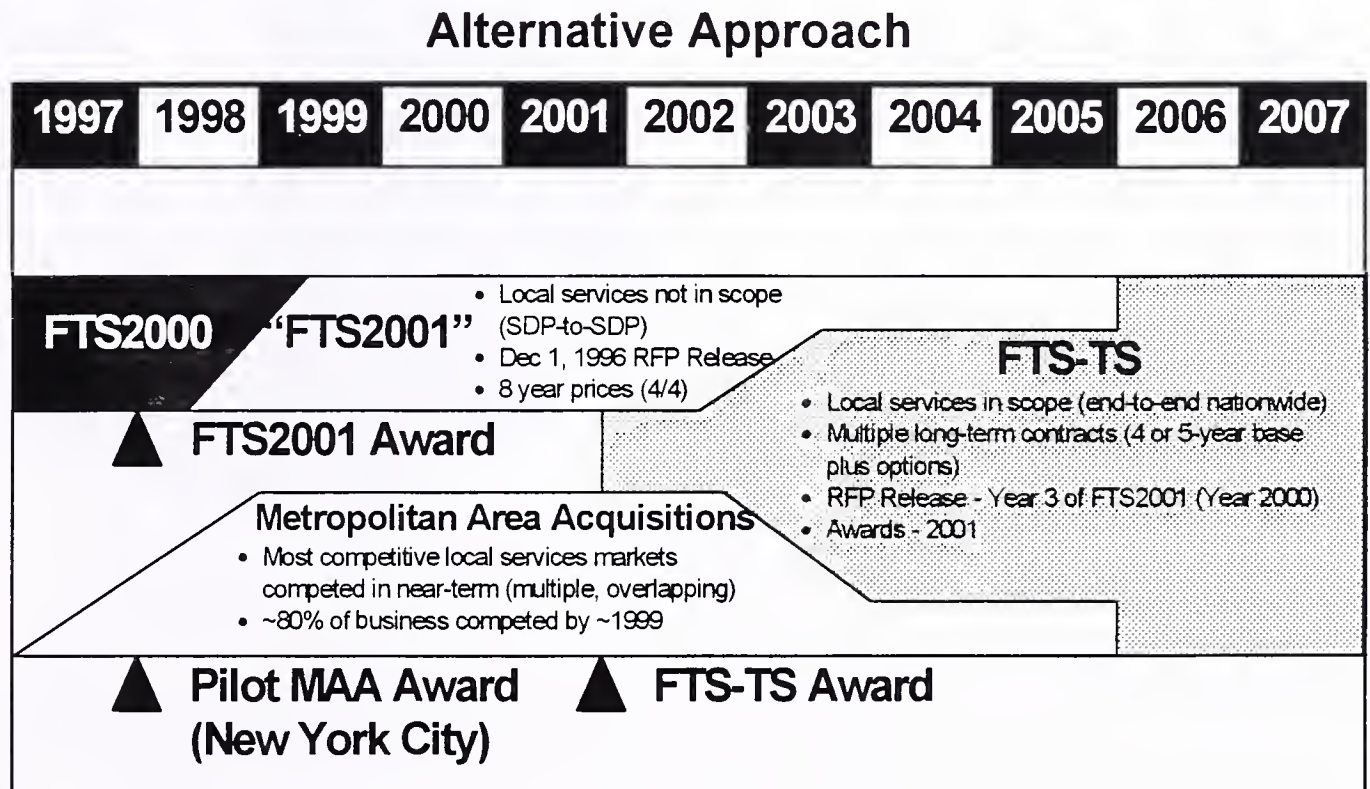 Alternative Approach
1997 1998 1999 2000 2001 2002 2003 2004 2005 2006 2007
FTS2000
"FTS2001"
• Local services not in scope
(SDP-to-SDP)
• Dec 1, 1996 RFP Release
• 8 year prices (4/4)
FTS-TS
• Local services in scope (end-to-end nationwide)
• Multiple long-term contracts (4 or 5-year base
plus options)
• RFP Release - Year 3 of FTS2001 (Year 2000)
• Awards - 2001
FTS2001 Award
Metropolitan Area Acquisitions
• Most competitive local services markets
competed in near-term (multiple, overlapping)
• ~80% of business competed by ~1999
Pilot MAA Award
(New York City)
FTS-TS Award